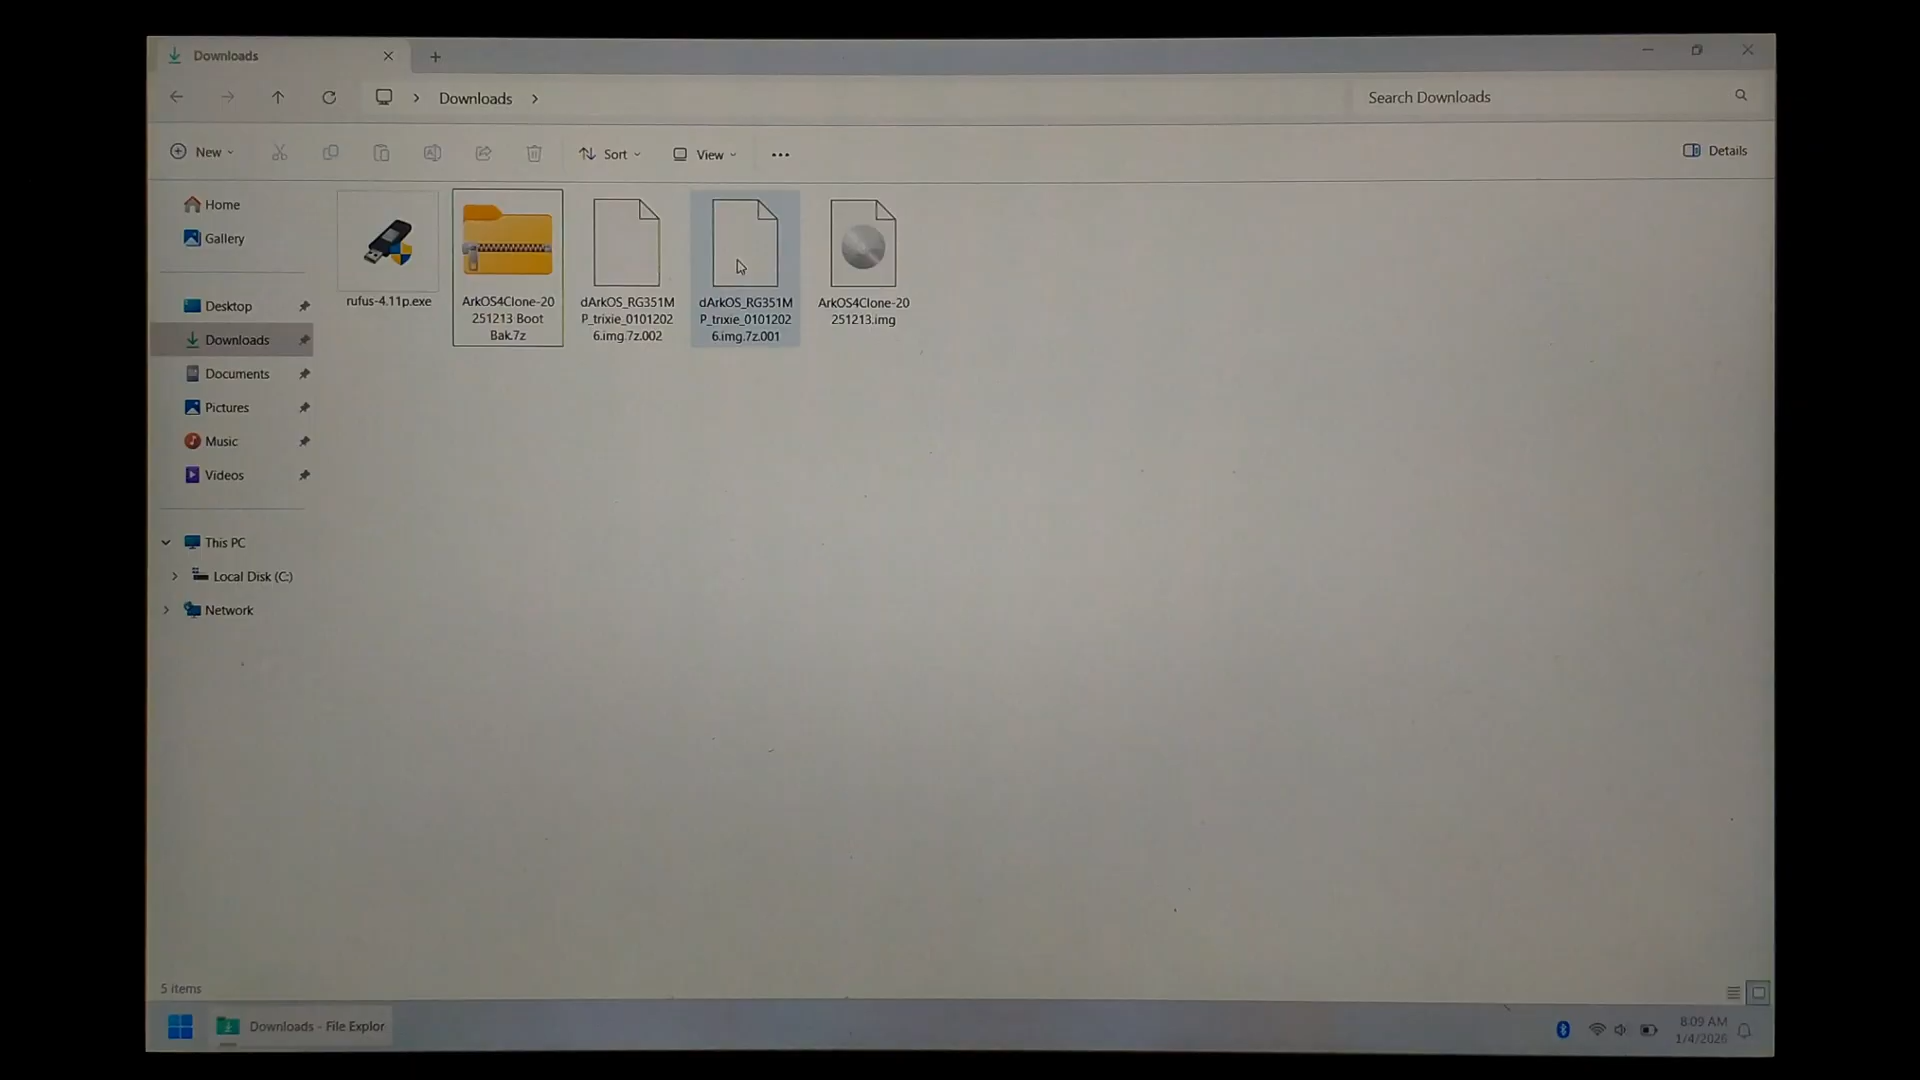 Downloads
Downloads
Search Downloads
New
Sort
View
Details
Home
Gallery
Desktop
Downloads
Documents
Pictures
Music
Videos
This PC
Local Disk (C:)
Network
rufus-4.11p.exe
ArkOS4Clone-20
251213 Boot
Bak.7z
dArkOS_RG351M
P_trixie_0101202
6.img.7z.002
dArkOS_RG351M
P_trixie_0101202
6.img.7z.001
ArkOS4Clone-20
251213.img
5 items
Downloads - File Explor
8:09 AM
1/4/2026